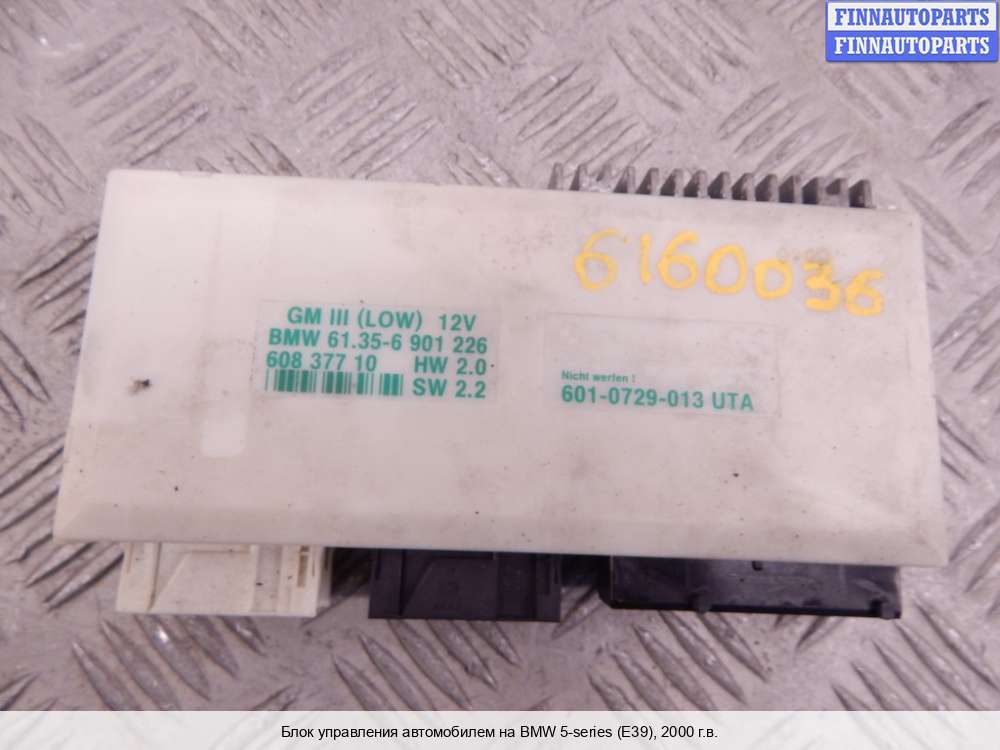 FINNAUTOPARTS
FINNAUTOPARTS
6160036
GM III (LOW) 12V
BMW 61.35-6 901 226
608 377 10 HW 2.0
SW 2.2
Nicht werfen !
601-0729-013 UTA
Блок управления автомобилем на BMW 5-series (E39), 2000 г.в.